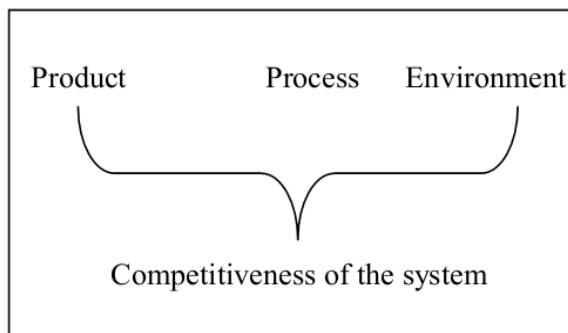 Product Process Environment
Competitiveness of the system